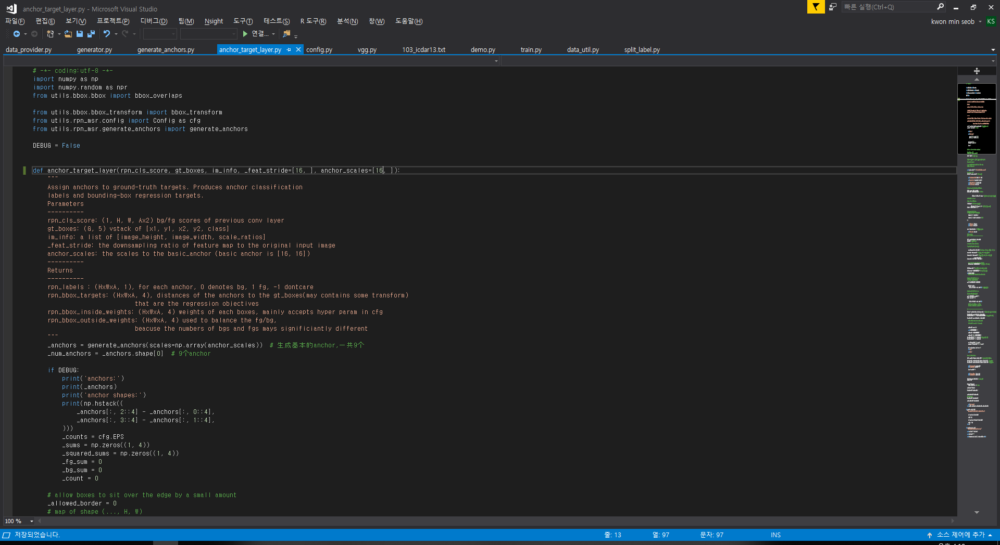 anchor_target_layer.py - Microsoft Visual Studio
빠른 실행(Ctrl+Q)
파일(F) 편집(E) 보기(V) 프로젝트(P) 디버그(D) 팀(M) Nsight 도구(T) 테스트(S) R 도구(R) 분석(N) 창(W) 도움말(H)
kwon min seob KS
연결...
data_provider.py generator.py generate_anchors.py anchor_target_layer.py config.py vgg.py 103_icdar13.txt demo.py train.py data_util.py split_label.py
# -*- coding:utf-8 -*-
import numpy as np
import numpy.random as npr
from utils.bbox.bbox import bbox_overlaps
from utils.bbox.bbox_transform import bbox_transform
from utils.rpn_msr.config import Config as cfg
from utils.rpn_msr.generate_anchors import generate_anchors
DEBUG = False
def anchor_target_layer(rpn_cls_score, gt_boxes, im_info, _feat_stride=[16, ], anchor_scales=[16, ]):
"""
Assign anchors to ground-truth targets. Produces anchor classification
labels and bounding-box regression targets.
Parameters
----------
rpn_cls_score: (1, H, W, Ax2) bg/fg scores of previous conv layer
gt_boxes: (G, 5) vstack of [x1, y1, x2, y2, class]
im_info: a list of [image_height, image_width, scale_ratios]
_feat_stride: the downsampling ratio of feature map to the original input image
anchor_scales: the scales to the basic_anchor (basic anchor is [16, 16])
----------
Returns
----------
rpn_labels : (HxWxA, 1), for each anchor, 0 denotes bg, 1 fg, -1 dontcare
rpn_bbox_targets: (HxWxA, 4), distances of the anchors to the gt_boxes(may contains some transform)
that are the regression objectives
rpn_bbox_inside_weights: (HxWxA, 4) weights of each boxes, mainly accepts hyper param in cfg
rpn_bbox_outside_weights: (HxWxA, 4) used to balance the fg/bg,
beacuse the numbers of bgs and fgs mays significiantly different
"""
_anchors = generate_anchors(scales=np.array(anchor_scales))  # 生成基本的anchor,一共9个
_num_anchors = _anchors.shape[0]  # 9个anchor
if DEBUG:
print('anchors:')
print(_anchors)
print('anchor shapes:')
print(np.hstack((
_anchors[:, 2::4] - _anchors[:, 0::4],
_anchors[:, 3::4] - _anchors[:, 1::4],
)))
_counts = cfg.EPS
_sums = np.zeros((1, 4))
_squared_sums = np.zeros((1, 4))
_fg_sum = 0
_bg_sum = 0
_count = 0
# allow boxes to sit over the edge by a small amount
_allowed_border = 0
# map of shape (..., H, W)
100 %
저장되었습니다. 줄: 13 열: 97 문자: 97 INS 소스 제어에 추가